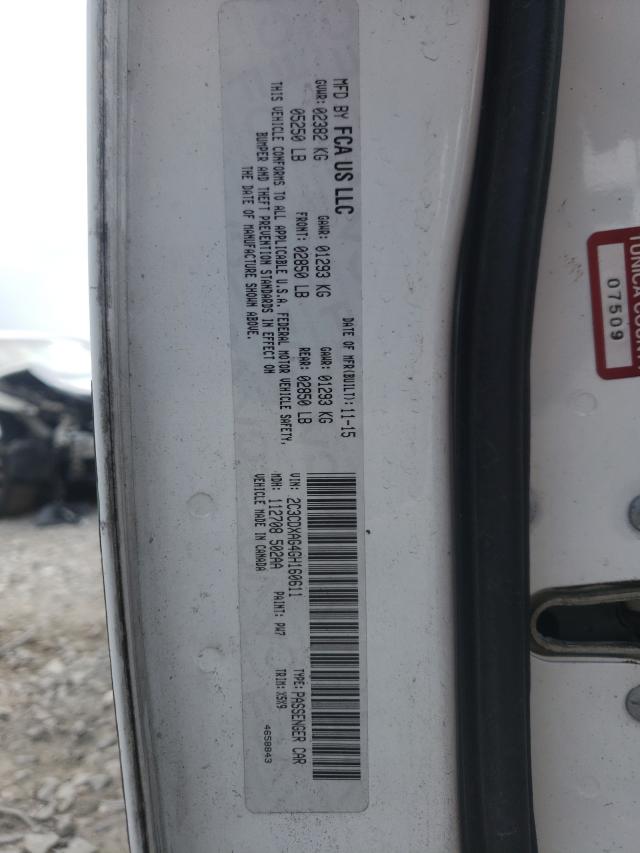 MFD BY FCA US LLC
DATE OF MFR(BUILT): 11-15
GVWR: 02382 KG
GAWR: 01293 KG
GAWR: 01293 KG
05250 LB
FRONT: 02850 LB
REAR: 02850 LB
THIS VEHICLE CONFORMS TO ALL APPLICABLE U.S.A. FEDERAL MOTOR VEHICLE SAFETY,
BUMPER AND THEFT PREVENTION STANDARDS IN EFFECT ON
THE DATE OF MANUFACTURE SHOWN ABOVE.
VIN: 2C3CDXAG4GH160611
TYPE: PASSENGER CAR
MDH: 112708 502AA
PAINT: PW7
TRIM: X5X9
VEHICLE MADE IN CANADA
4658843
TUNICA COUNTY
07509